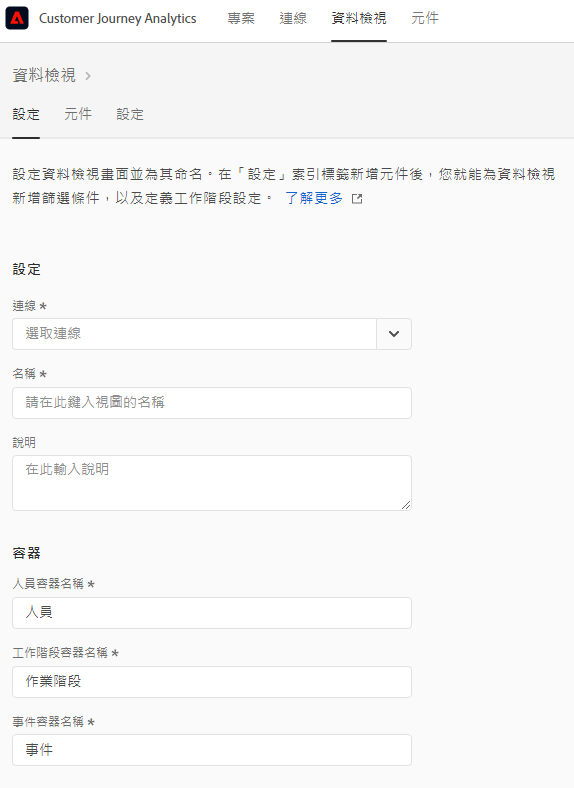 Customer Journey Analytics 專案 連線 資料檢視 元件
資料檢視
設定 元件 設定
設定資料檢視畫面並為其命名。在「設定」索引標籤新增元件後，您就能為資料檢視
新增篩選條件，以及定義工作階段設定。 了解更多
設定
連線 *
選取連線
名稱 *
請在此鍵入視圖的名稱
說明
在此輸入說明
容器
人員容器名稱 *
人員
工作階段容器名稱 *
作業階段
事件容器名稱 *
事件